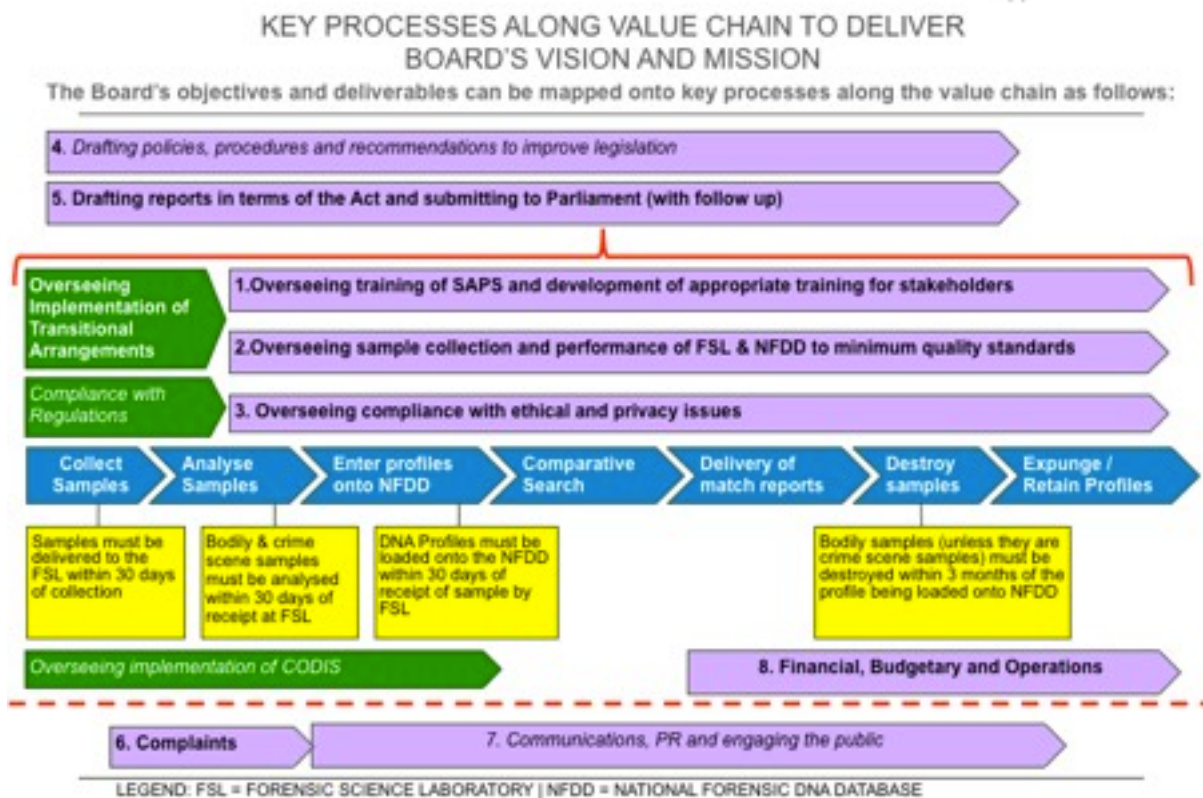 KEY PROCESSES ALONG VALUE CHAIN TO DELIVER
BOARD'S VISION AND MISSION
The Board's objectives and deliverables can be mapped onto key processes along the value chain as follows:
4. Drafting policies, procedures and recommendations to improve legislation
5. Drafting reports in terms of the Act and submitting to Parliament (with follow up)
Overseeing
Implementation of
Transitional
Arrangements
1.Overseeing training of SAPS and development of appropriate training for stakeholders
2.Overseeing sample collection and performance of FSL & NFDD to minimum quality standards
Compliance with
Regulations
3. Overseeing compliance with ethical and privacy issues
Collect
Samples
Analyse
Samples
Enter profiles
onto NFDD
Comparative
Search
Delivery of
match reports
Destroy
samples
Expunge /
Retain Profiles
Samples must be
delivered to the
FSL within 30 days
of collection
Bodily & crime
scene samples
must be analysed
within 30 days of
receipt at FSL
DNA Profiles must be
loaded onto the NFDD
within 30 days of
receipt of sample by
FSL
Bodily samples (unless they are
crime scene samples) must be
destroyed within 3 months of the
profile being loaded onto NFDD
Overseeing implementation of CODIS
8. Financial, Budgetary and Operations
6. Complaints
7. Communications, PR and engaging the public
LEGEND: FSL = FORENSIC SCIENCE LABORATORY | NFDD = NATIONAL FORENSIC DNA DATABASE